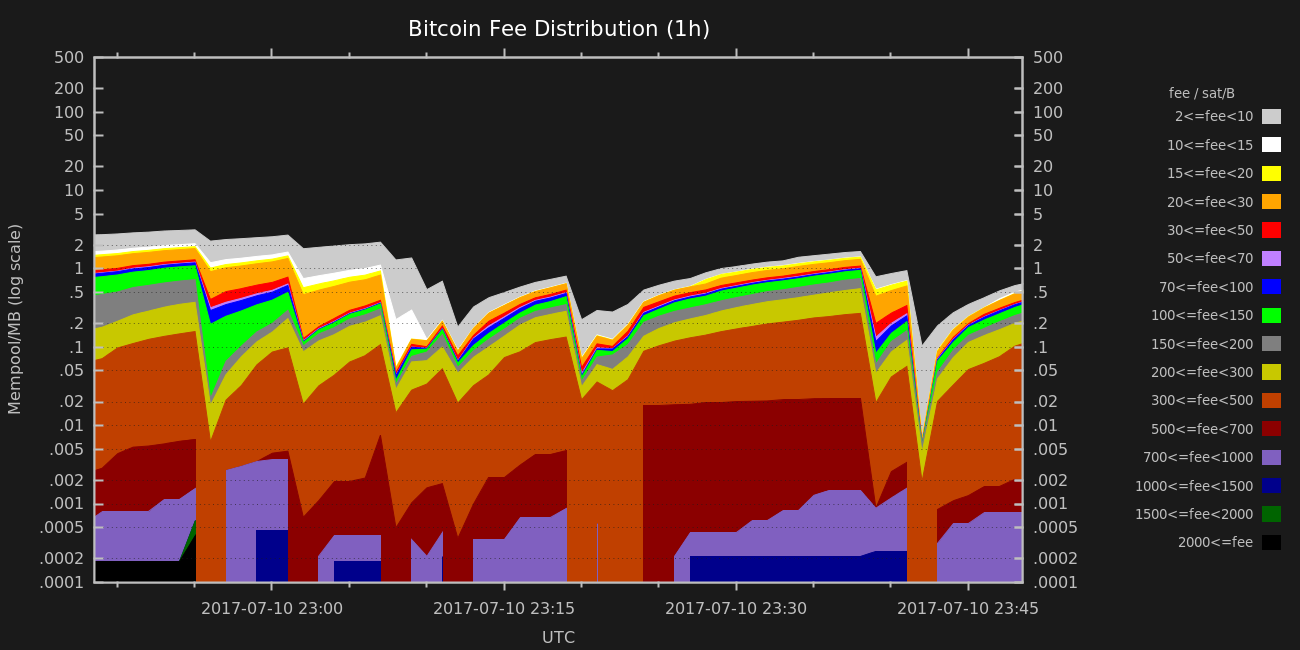 Bitcoin Fee Distribution (1h)
500
200
100
50
20
10
5
2
1
.5
.2
.1
.05
.02
.01
.005
.002
.001
.0005
.0002
.0001
Mempool/MB (log scale)
500
200
100
50
20
10
5
2
1
.5
.2
.1
.05
.02
.01
.005
.002
.001
.0005
.0002
.0001
2017-07-10 23:00 2017-07-10 23:15 2017-07-10 23:30 2017-07-10 23:45
UTC
fee / sat/B
2<=fee<10
10<=fee<15
15<=fee<20
20<=fee<30
30<=fee<50
50<=fee<70
70<=fee<100
100<=fee<150
150<=fee<200
200<=fee<300
300<=fee<500
500<=fee<700
700<=fee<1000
1000<=fee<1500
1500<=fee<2000
2000<=fee